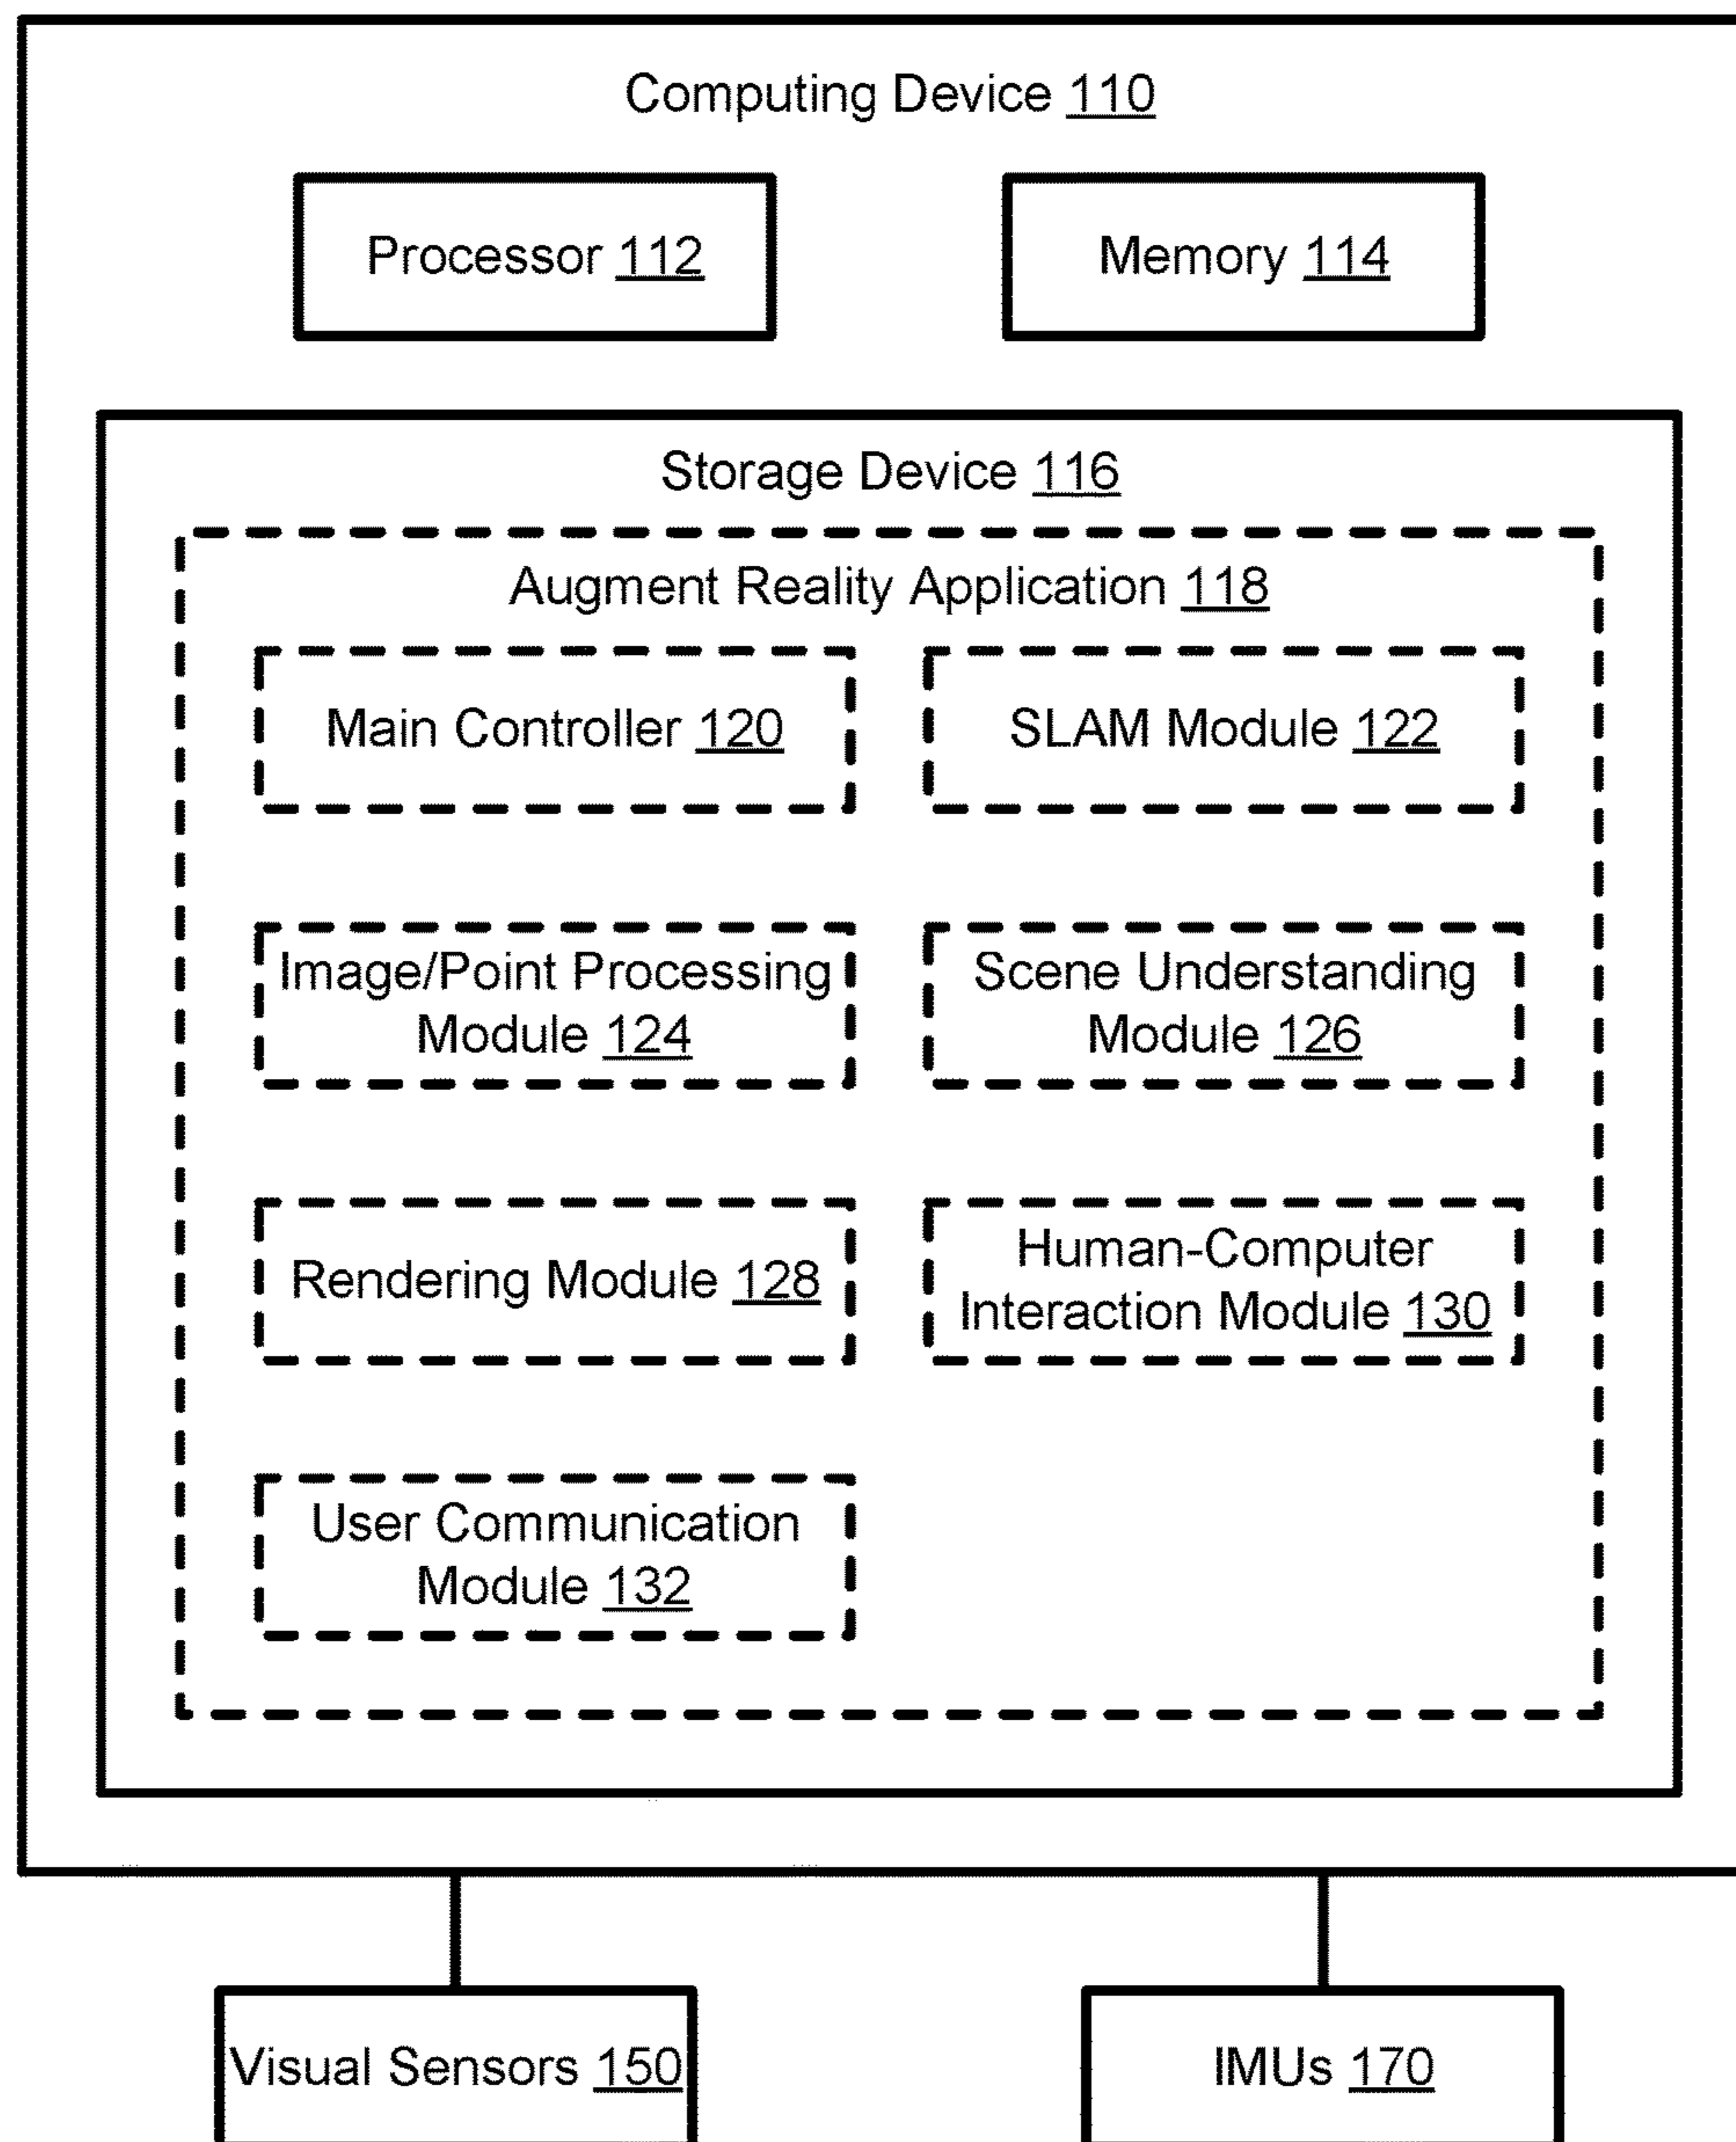 Computing Device 110
Processor 112
Memory 114
Storage Device 116
Augment Reality Application 118
Main Controller 120
SLAM Module 122
Image/Point Processing
Module 124
Scene Understanding
Module 126
Rendering Module 128
Human-Computer
Interaction Module 130
User Communication
Module 132
Visual Sensors 150
IMUs 170